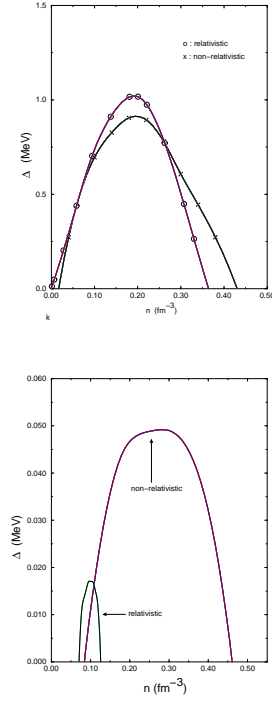 1.5
o : relativistic
x : non−relativistic
1.0
Δ (MeV)
0.5
0.0
0.00 0.10 0.20 0.30 0.40 0.50
n (fm−3)
k
0.060
0.050
non−relativistic
0.040
Δ (MeV)
0.030
0.020
relativistic
0.010
0.000
0.00 0.10 0.20 0.30 0.40 0.50
n (fm−3)